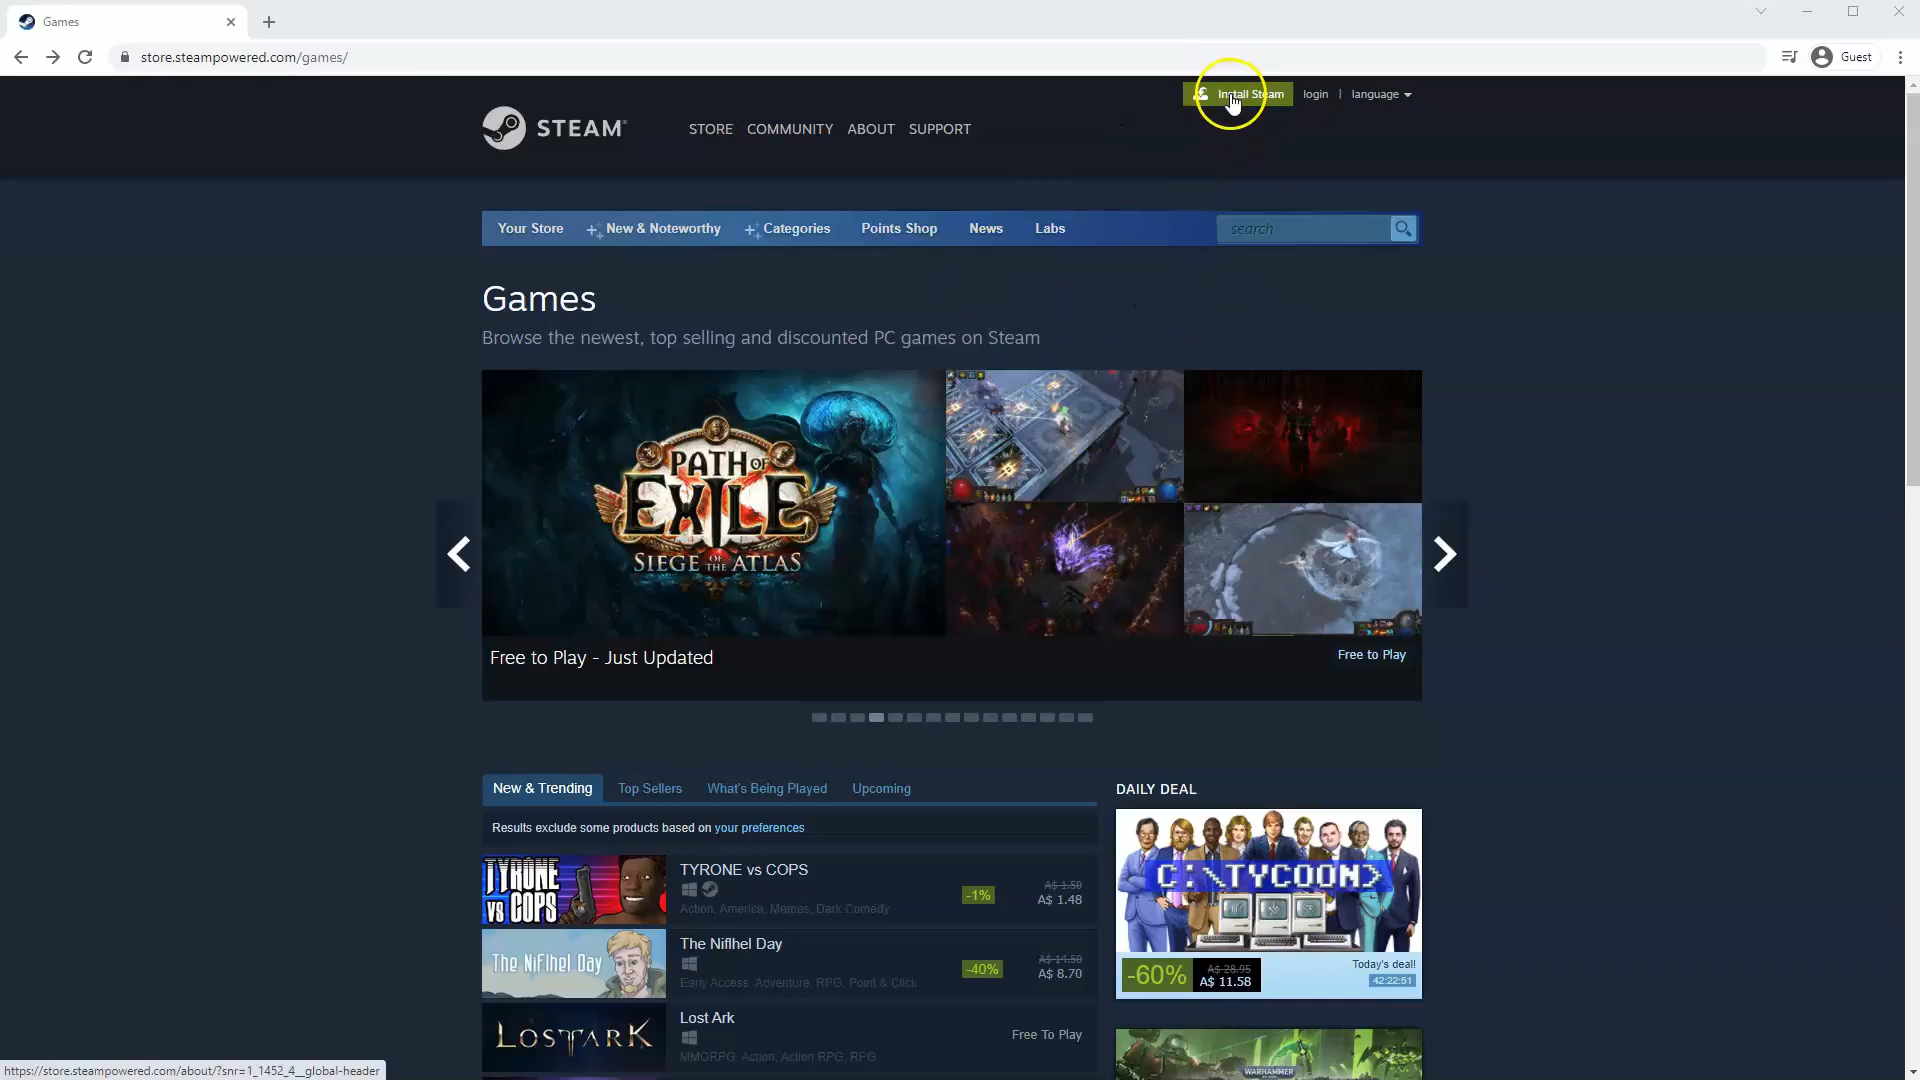 Games
store.steampowered.com/games/
Guest
Install Steam
login | language
STEAM
STORE COMMUNITY ABOUT SUPPORT
Your Store New & Noteworthy Categories Points Shop News Labs search
Games
Browse the newest, top selling and discounted PC games on Steam
PATH OF
EXILE
SIEGE OF THE ATLAS
Free to Play - Just Updated
Free to Play
New & Trending Top Sellers What's Being Played Upcoming
Results exclude some products based on your preferences
TYRONE
VS COPS
TYRONE vs COPS
-1%
A$ 1.50
A$ 1.48
Action, America, Memes, Dark Comedy
The Niflhel Day
The Niflhel Day
-40%
A$ 14.50
A$ 8.70
Early Access, Adventure, RPG, Point & Click
LOST ARK
Lost Ark
Free To Play
MMORPG, Action, Action RPG, RPG
DAILY DEAL
C:\TYCOON>
-60%
A$ 28.95
A$ 11.58
Today's deal!
42:22:51
WARHAMMER
https://store.steampowered.com/about/?snr=1_1452_4__global-header